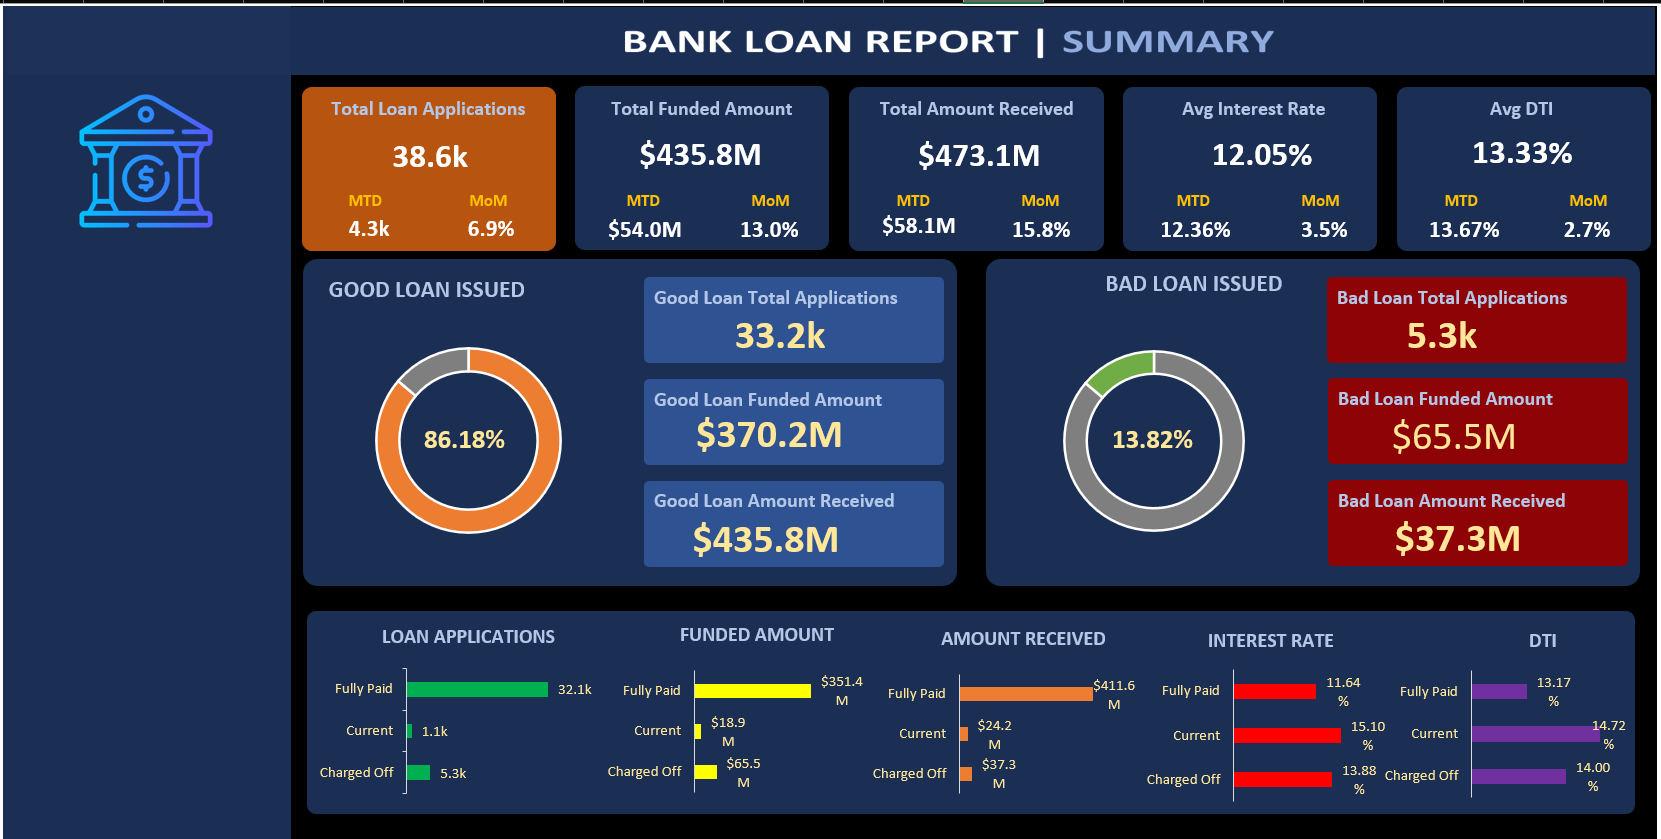 BANK LOAN REPORT | SUMMARY
Total Loan Applications
38.6k
MTD MoM
4.3k 6.9%
Total Funded Amount
$435.8M
MTD MoM
$54.0M 13.0%
Total Amount Received
$473.1M
MTD MoM
$58.1M 15.8%
Avg Interest Rate
12.05%
MTD MoM
12.36% 3.5%
Avg DTI
13.33%
MTD MoM
13.67% 2.7%
GOOD LOAN ISSUED
86.18%
Good Loan Total Applications
33.2k
Good Loan Funded Amount
$370.2M
Good Loan Amount Received
$435.8M
BAD LOAN ISSUED
13.82%
Bad Loan Total Applications
5.3k
Bad Loan Funded Amount
$65.5M
Bad Loan Amount Received
$37.3M
LOAN APPLICATIONS
Fully Paid 32.1k
Current 1.1k
Charged Off 5.3k
FUNDED AMOUNT
Fully Paid $351.4
M
Current $18.9
M
Charged Off $65.5
M
AMOUNT RECEIVED
Fully Paid $411.6
M
Current $24.2
M
Charged Off $37.3
M
INTEREST RATE
Fully Paid 11.64
%
Current 15.10
%
Charged Off 13.88
%
DTI
Fully Paid 13.17
%
Current 14.72
%
Charged Off 14.00
%